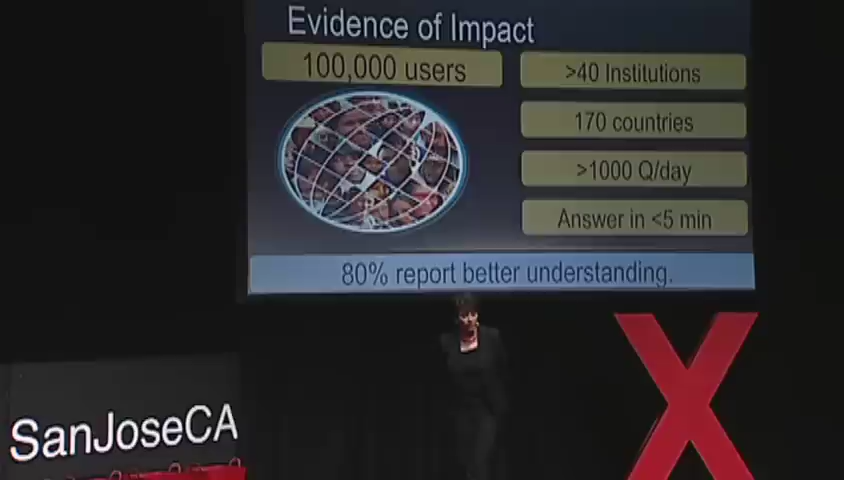 Evidence of Impact
100,000 users
>40 Institutions
170 countries
>1000 Q/day
Answer in <5 min
80% report better understanding.
SanJoseCA
X